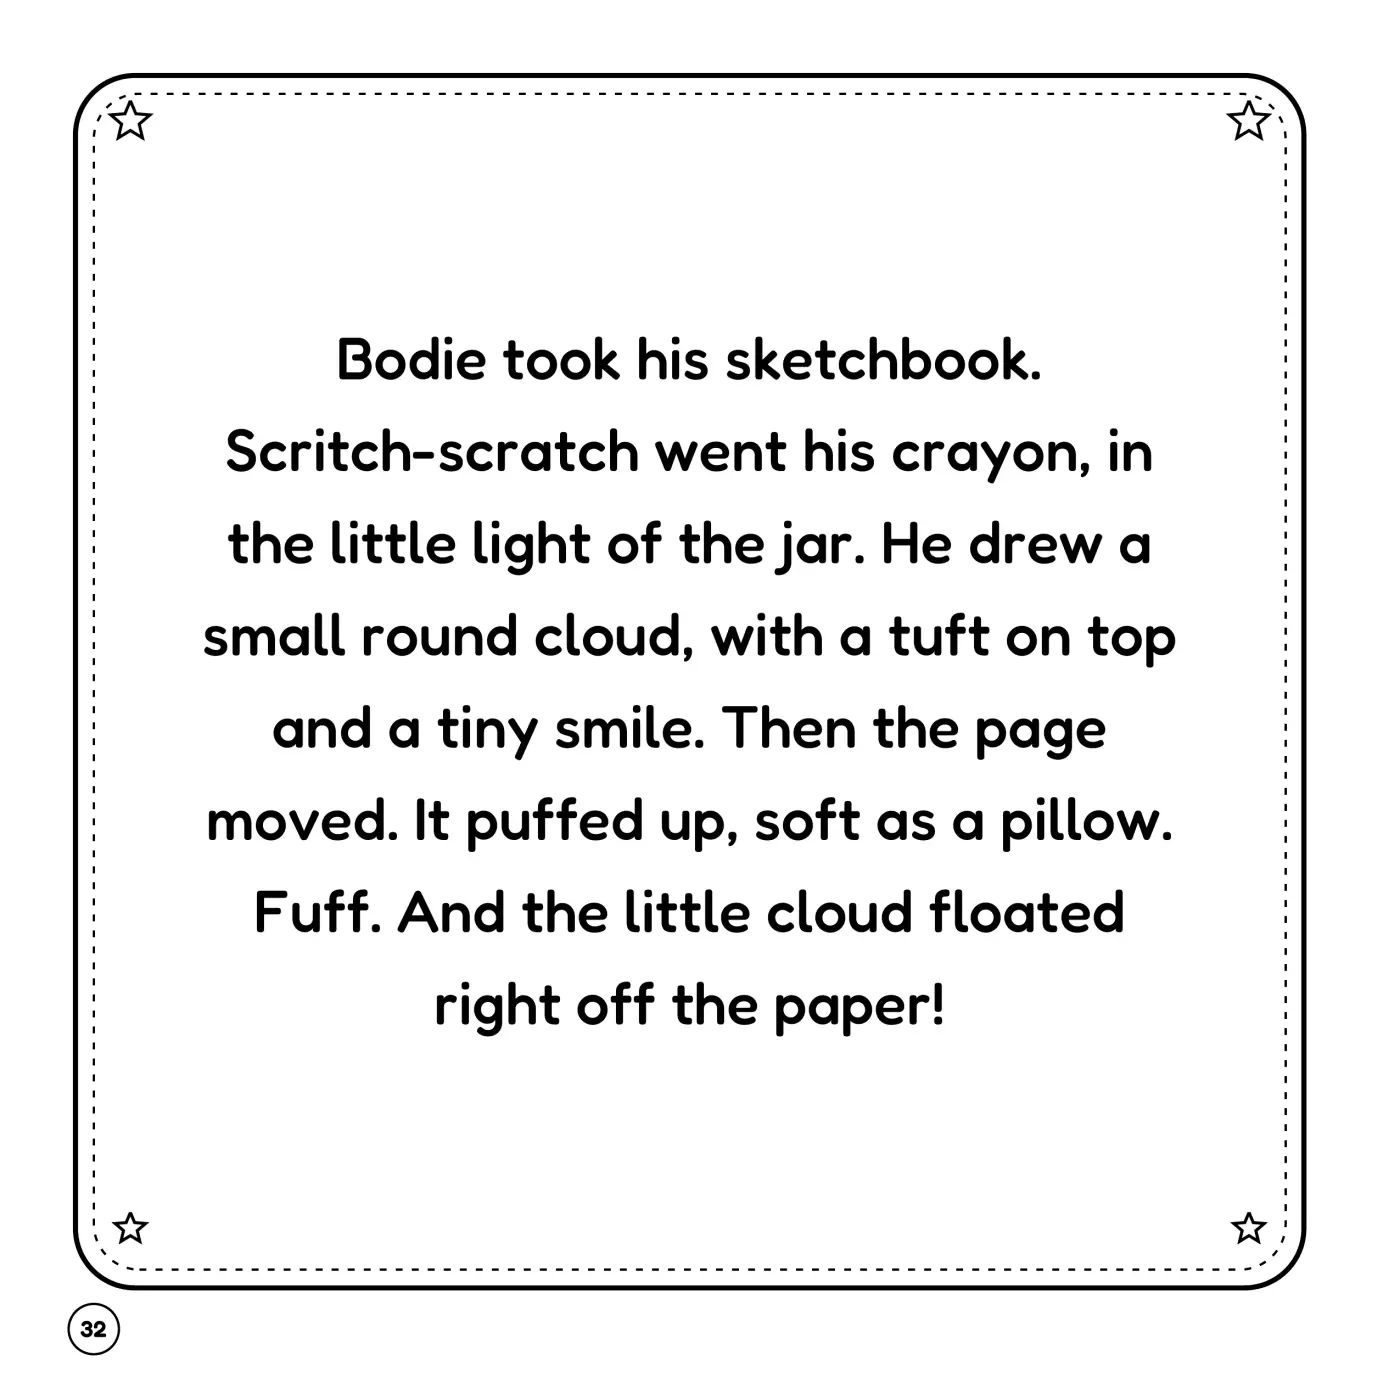 Bodie took his sketchbook.
Scritch-scratch went his crayon, in
the little light of the jar. He drew a
small round cloud, with a tuft on top
and a tiny smile. Then the page
moved. It puffed up, soft as a pillow.
Fuff. And the little cloud floated
right off the paper!
32